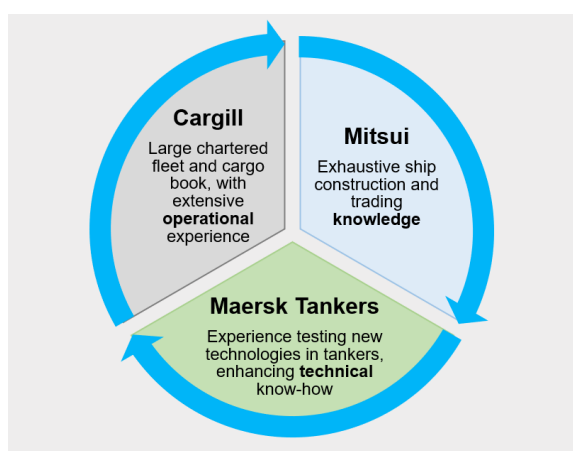 Cargill
Large chartered
fleet and cargo
book, with
extensive
operational
experience
Mitsui
Exhaustive ship
construction and
trading
knowledge
Maersk Tankers
Experience testing new
technologies in tankers,
enhancing technical
know-how